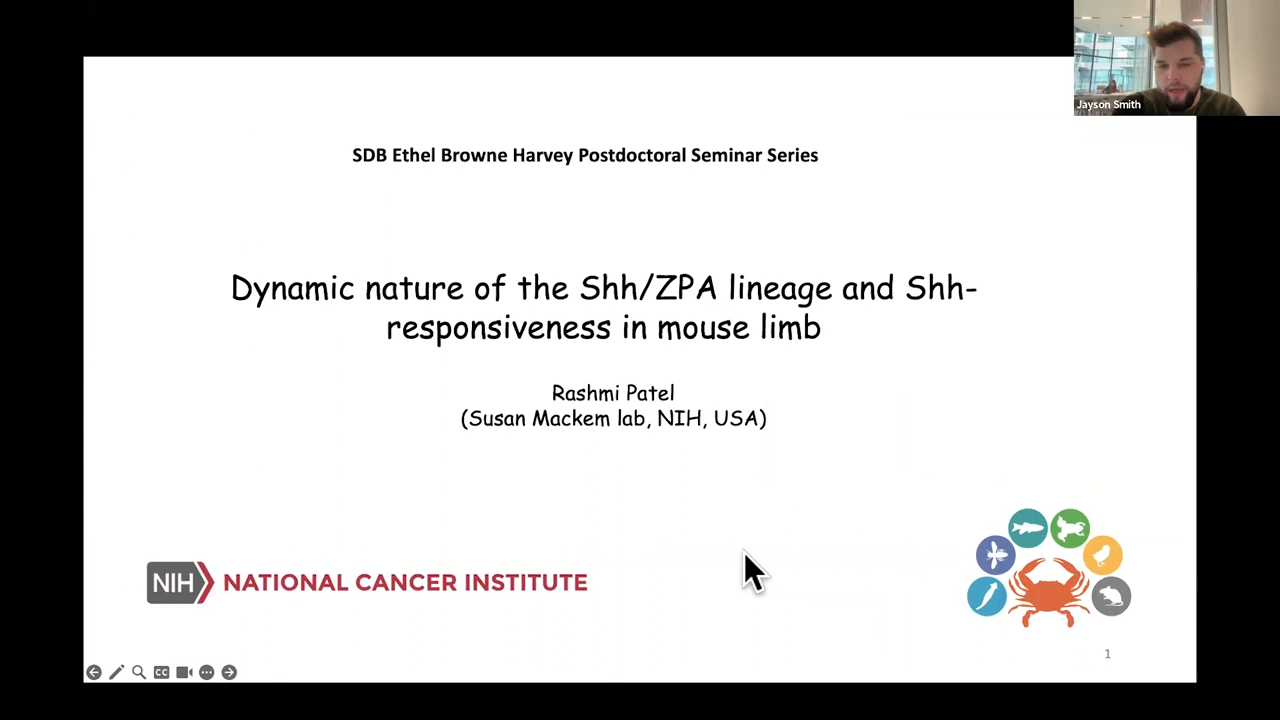 Jayson Smith
SDB Ethel Browne Harvey Postdoctoral Seminar Series
Dynamic nature of the Shh/ZPA lineage and Shh-
responsiveness in mouse limb
Rashmi Patel
(Susan Mackem lab, NIH, USA)
NIH NATIONAL CANCER INSTITUTE
1
CC